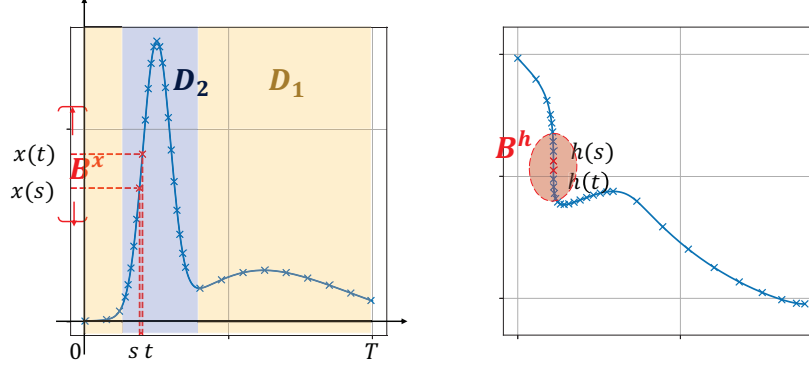 D₂ D₁
x(t) Bˣ
x(s)
0 s t T
Bʰ h(s)
h(t)